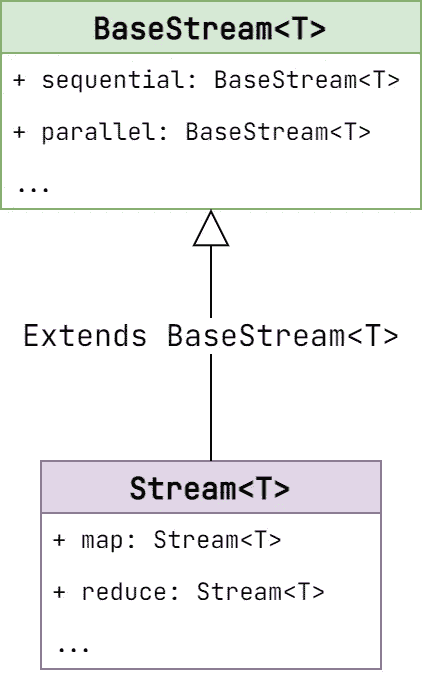 BaseStream<T>
+ sequential: BaseStream<T>
+ parallel: BaseStream<T>
...
Extends BaseStream<T>
Stream<T>
+ map: Stream<T>
+ reduce: Stream<T>
...